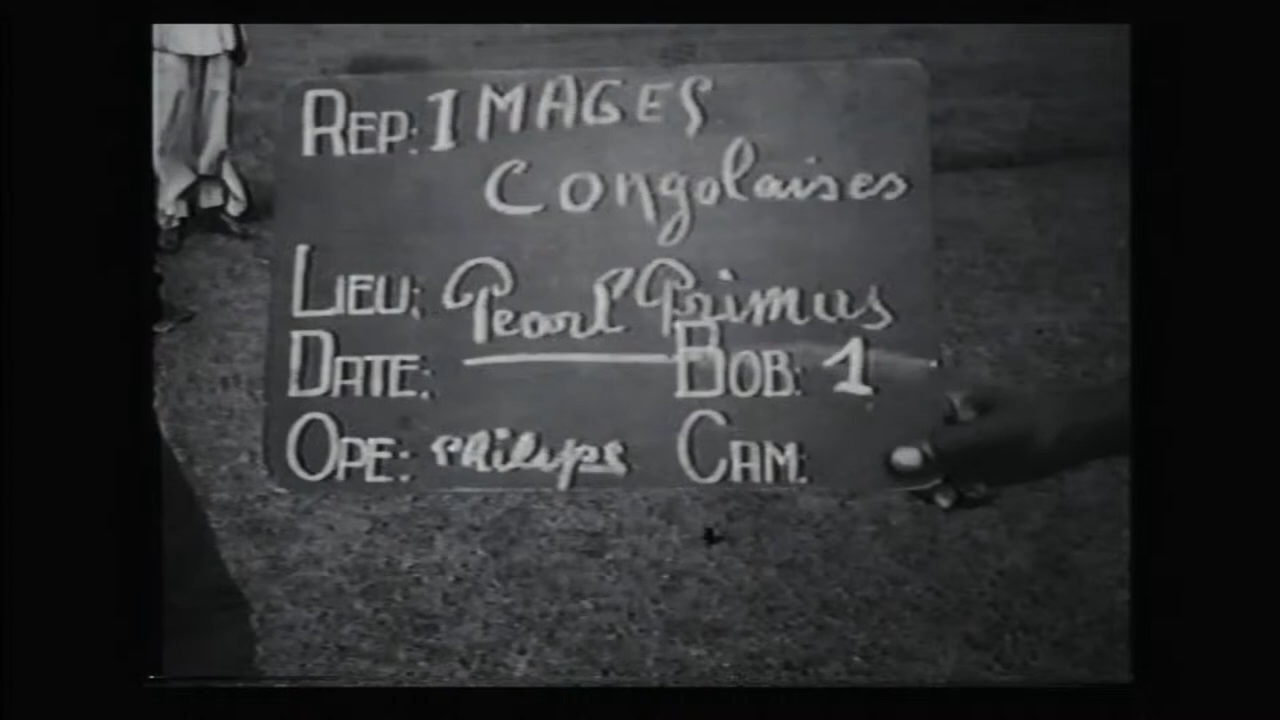 REP: IMAGES
Congolaises
LIEU: Pearl Primus
DATE: BOB: 1
OPE: Philips CAM: